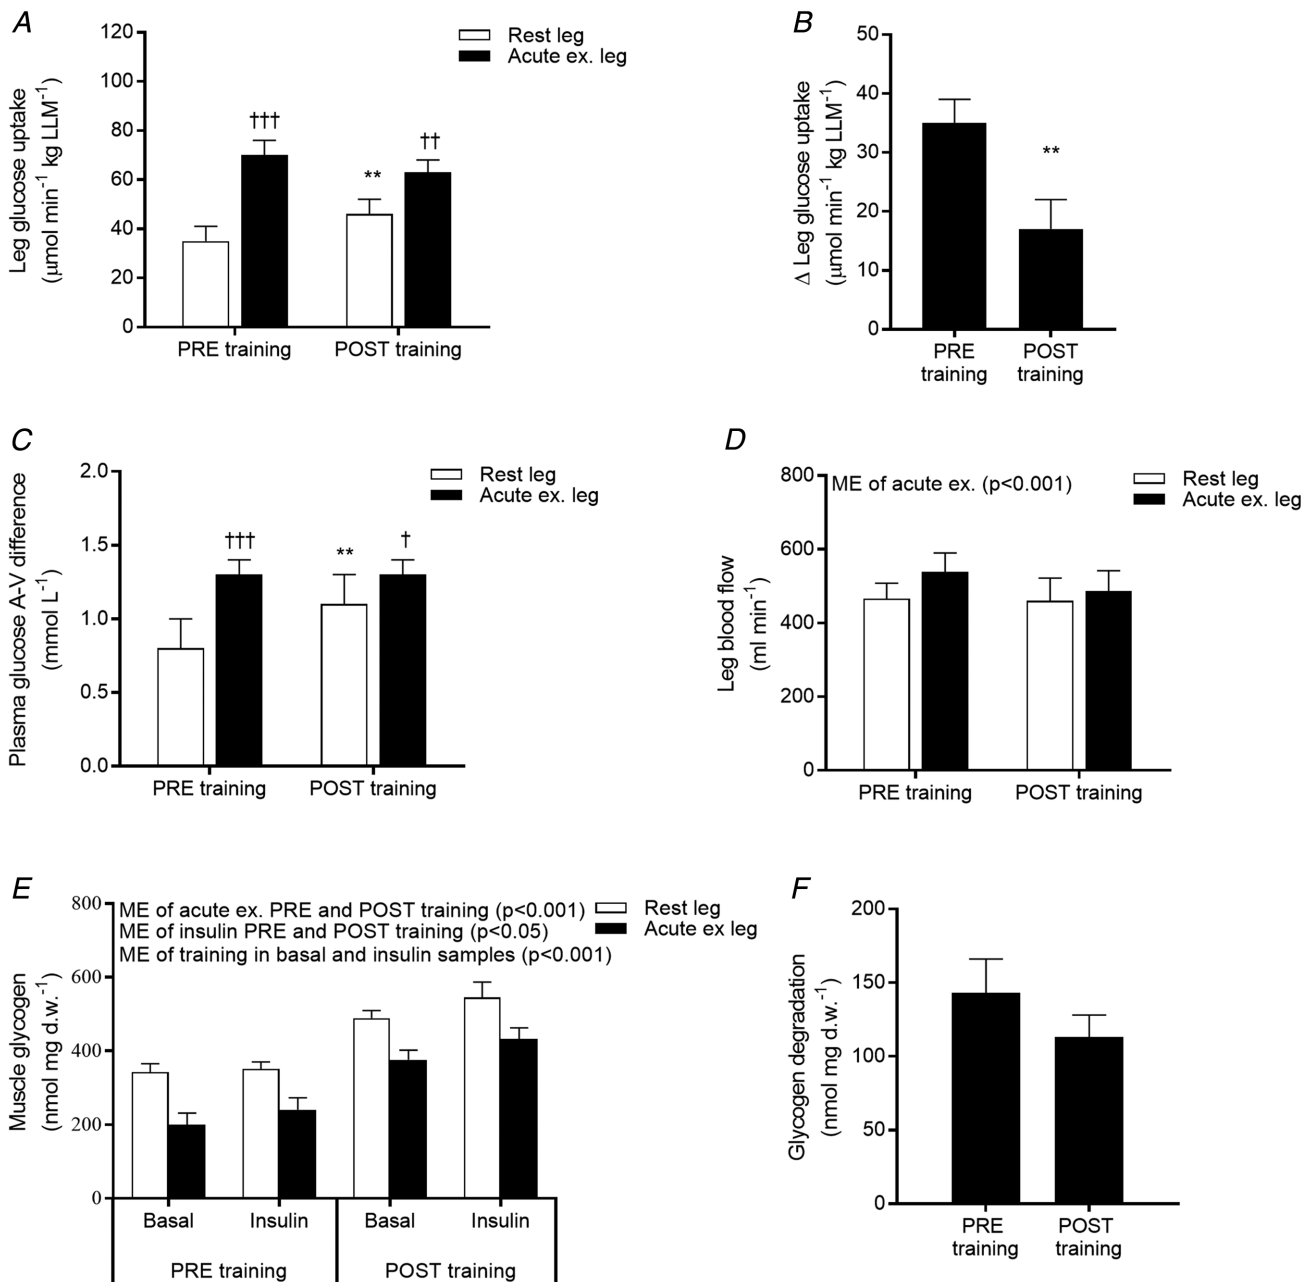 A
Leg glucose uptake
(μmol min-1 kg LLM-1)
120
100
80
60
40
20
0
Rest leg
Acute ex. leg
†††
**
††
PRE training
POST training
B
Δ Leg glucose uptake
(μmol min-1 kg LLM-1)
50
40
30
20
10
0
**
PRE
training
POST
training
C
Plasma glucose A-V difference
(mmol L-1)
2.0
1.5
1.0
0.5
0.0
Rest leg
Acute ex. leg
†††
**
†
PRE training
POST training
D
Leg blood flow
(ml min-1)
800
600
400
200
0
ME of acute ex. (p<0.001)
Rest leg
Acute ex. leg
PRE training
POST training
E
Muscle glycogen
(nmol mg d.w.-1)
800
600
400
200
0
ME of acute ex. PRE and POST training (p<0.001)
ME of insulin PRE and POST training (p<0.05)
ME of training in basal and insulin samples (p<0.001)
Rest leg
Acute ex leg
Basal
Insulin
Basal
Insulin
PRE training
POST training
F
Glycogen degradation
(nmol mg d.w.-1)
200
150
100
50
0
PRE
training
POST
training